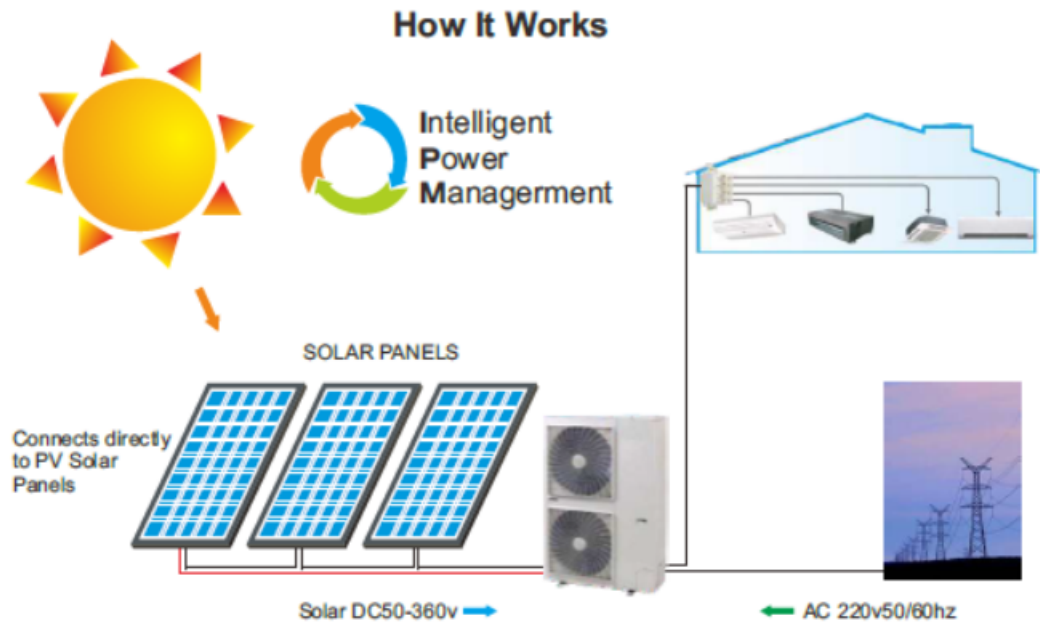 How It Works
Intelligent
Power
Managerment
SOLAR PANELS
Connects directly
to PV Solar
Panels
Solar DC50-360v
AC 220v50/60hz